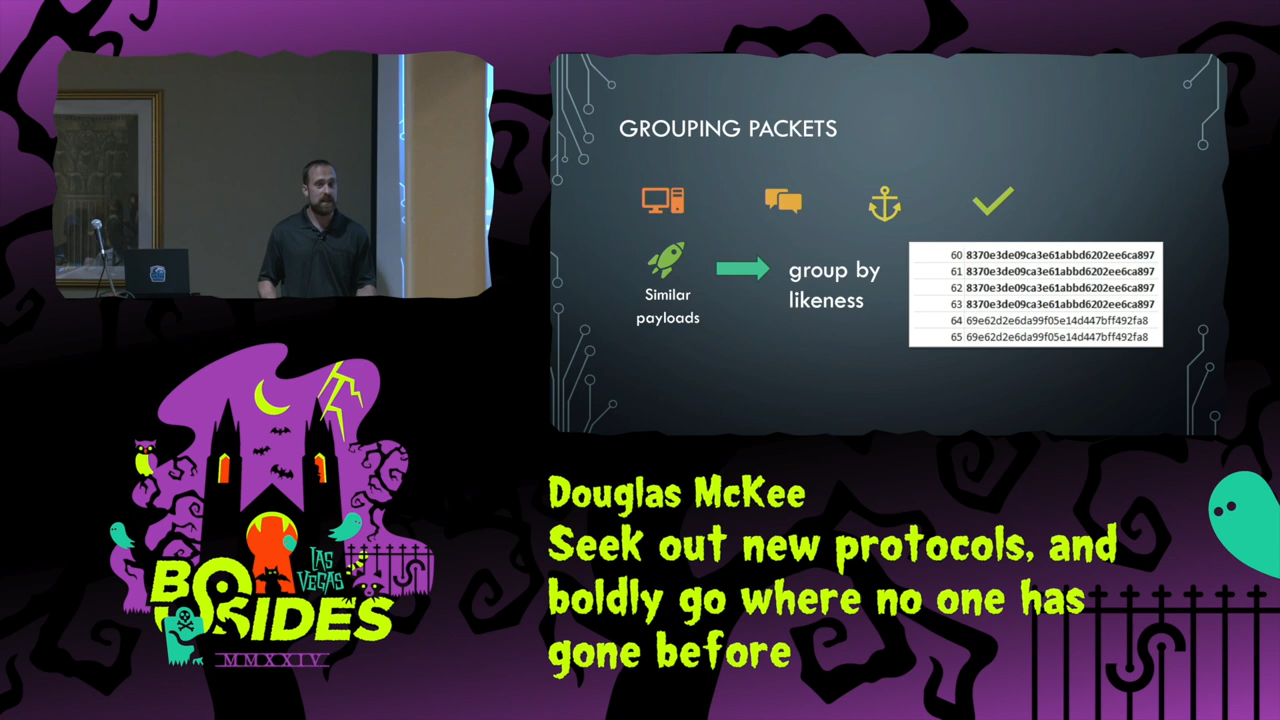 GROUPING PACKETS
Similar
payloads
group by
likeness
60 8370e3de09ca3e61abbd6202ee6ca897
61 8370e3de09ca3e61abbd6202ee6ca897
62 8370e3de09ca3e61abbd6202ee6ca897
63 8370e3de09ca3e61abbd6202ee6ca897
64 69e62d2e6da99f05e14d447bff492fa8
65 69e62d2e6da99f05e14d447bff492fa8
LAS
VEGAS
BSIDES
MMXXIV
Douglas McKee
Seek out new protocols, and
boldly go where no one has
gone before